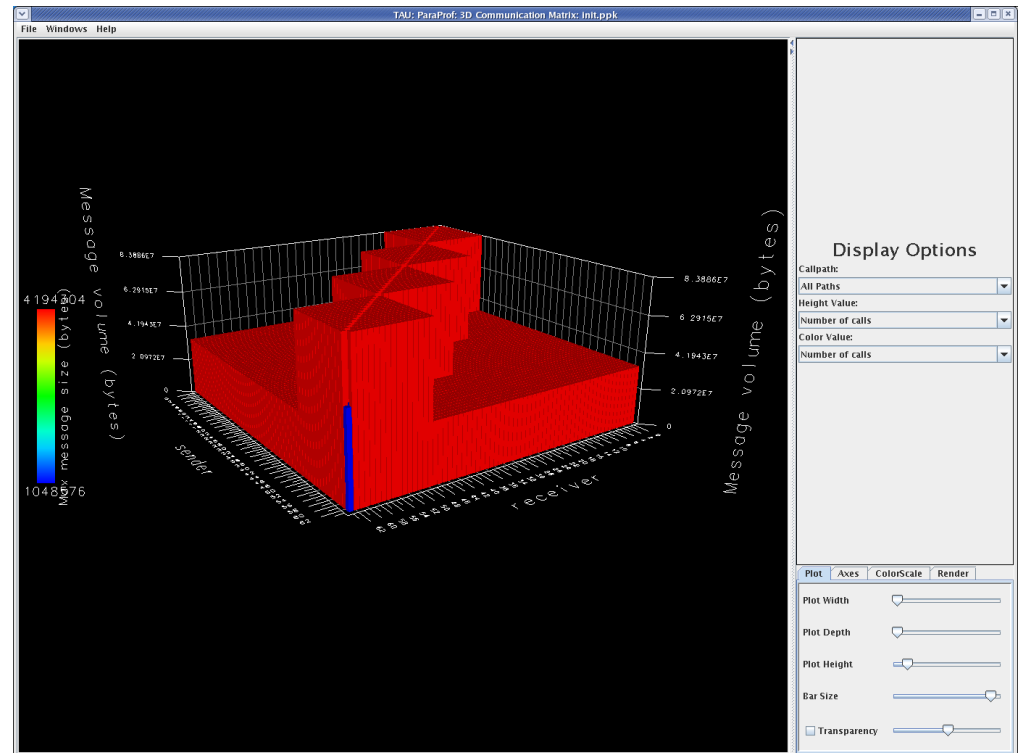 TAU: ParaProf: 3D Communication Matrix: init.ppk
File Windows Help
Message volume (bytes)
8.3886E7
6.2915E7
4.1943E7
2.0972E7
0
4194304
Max message size (bytes)
1048576
sender
receiver
8.3886E7
6.2915E7
4.1943E7
2.0972E7
0
Message volume (bytes)
Display Options
Callpath:
All Paths
Height Value:
Number of calls
Color Value:
Number of calls
Plot Axes ColorScale Render
Plot Width
Plot Depth
Plot Height
Bar Size
Transparency